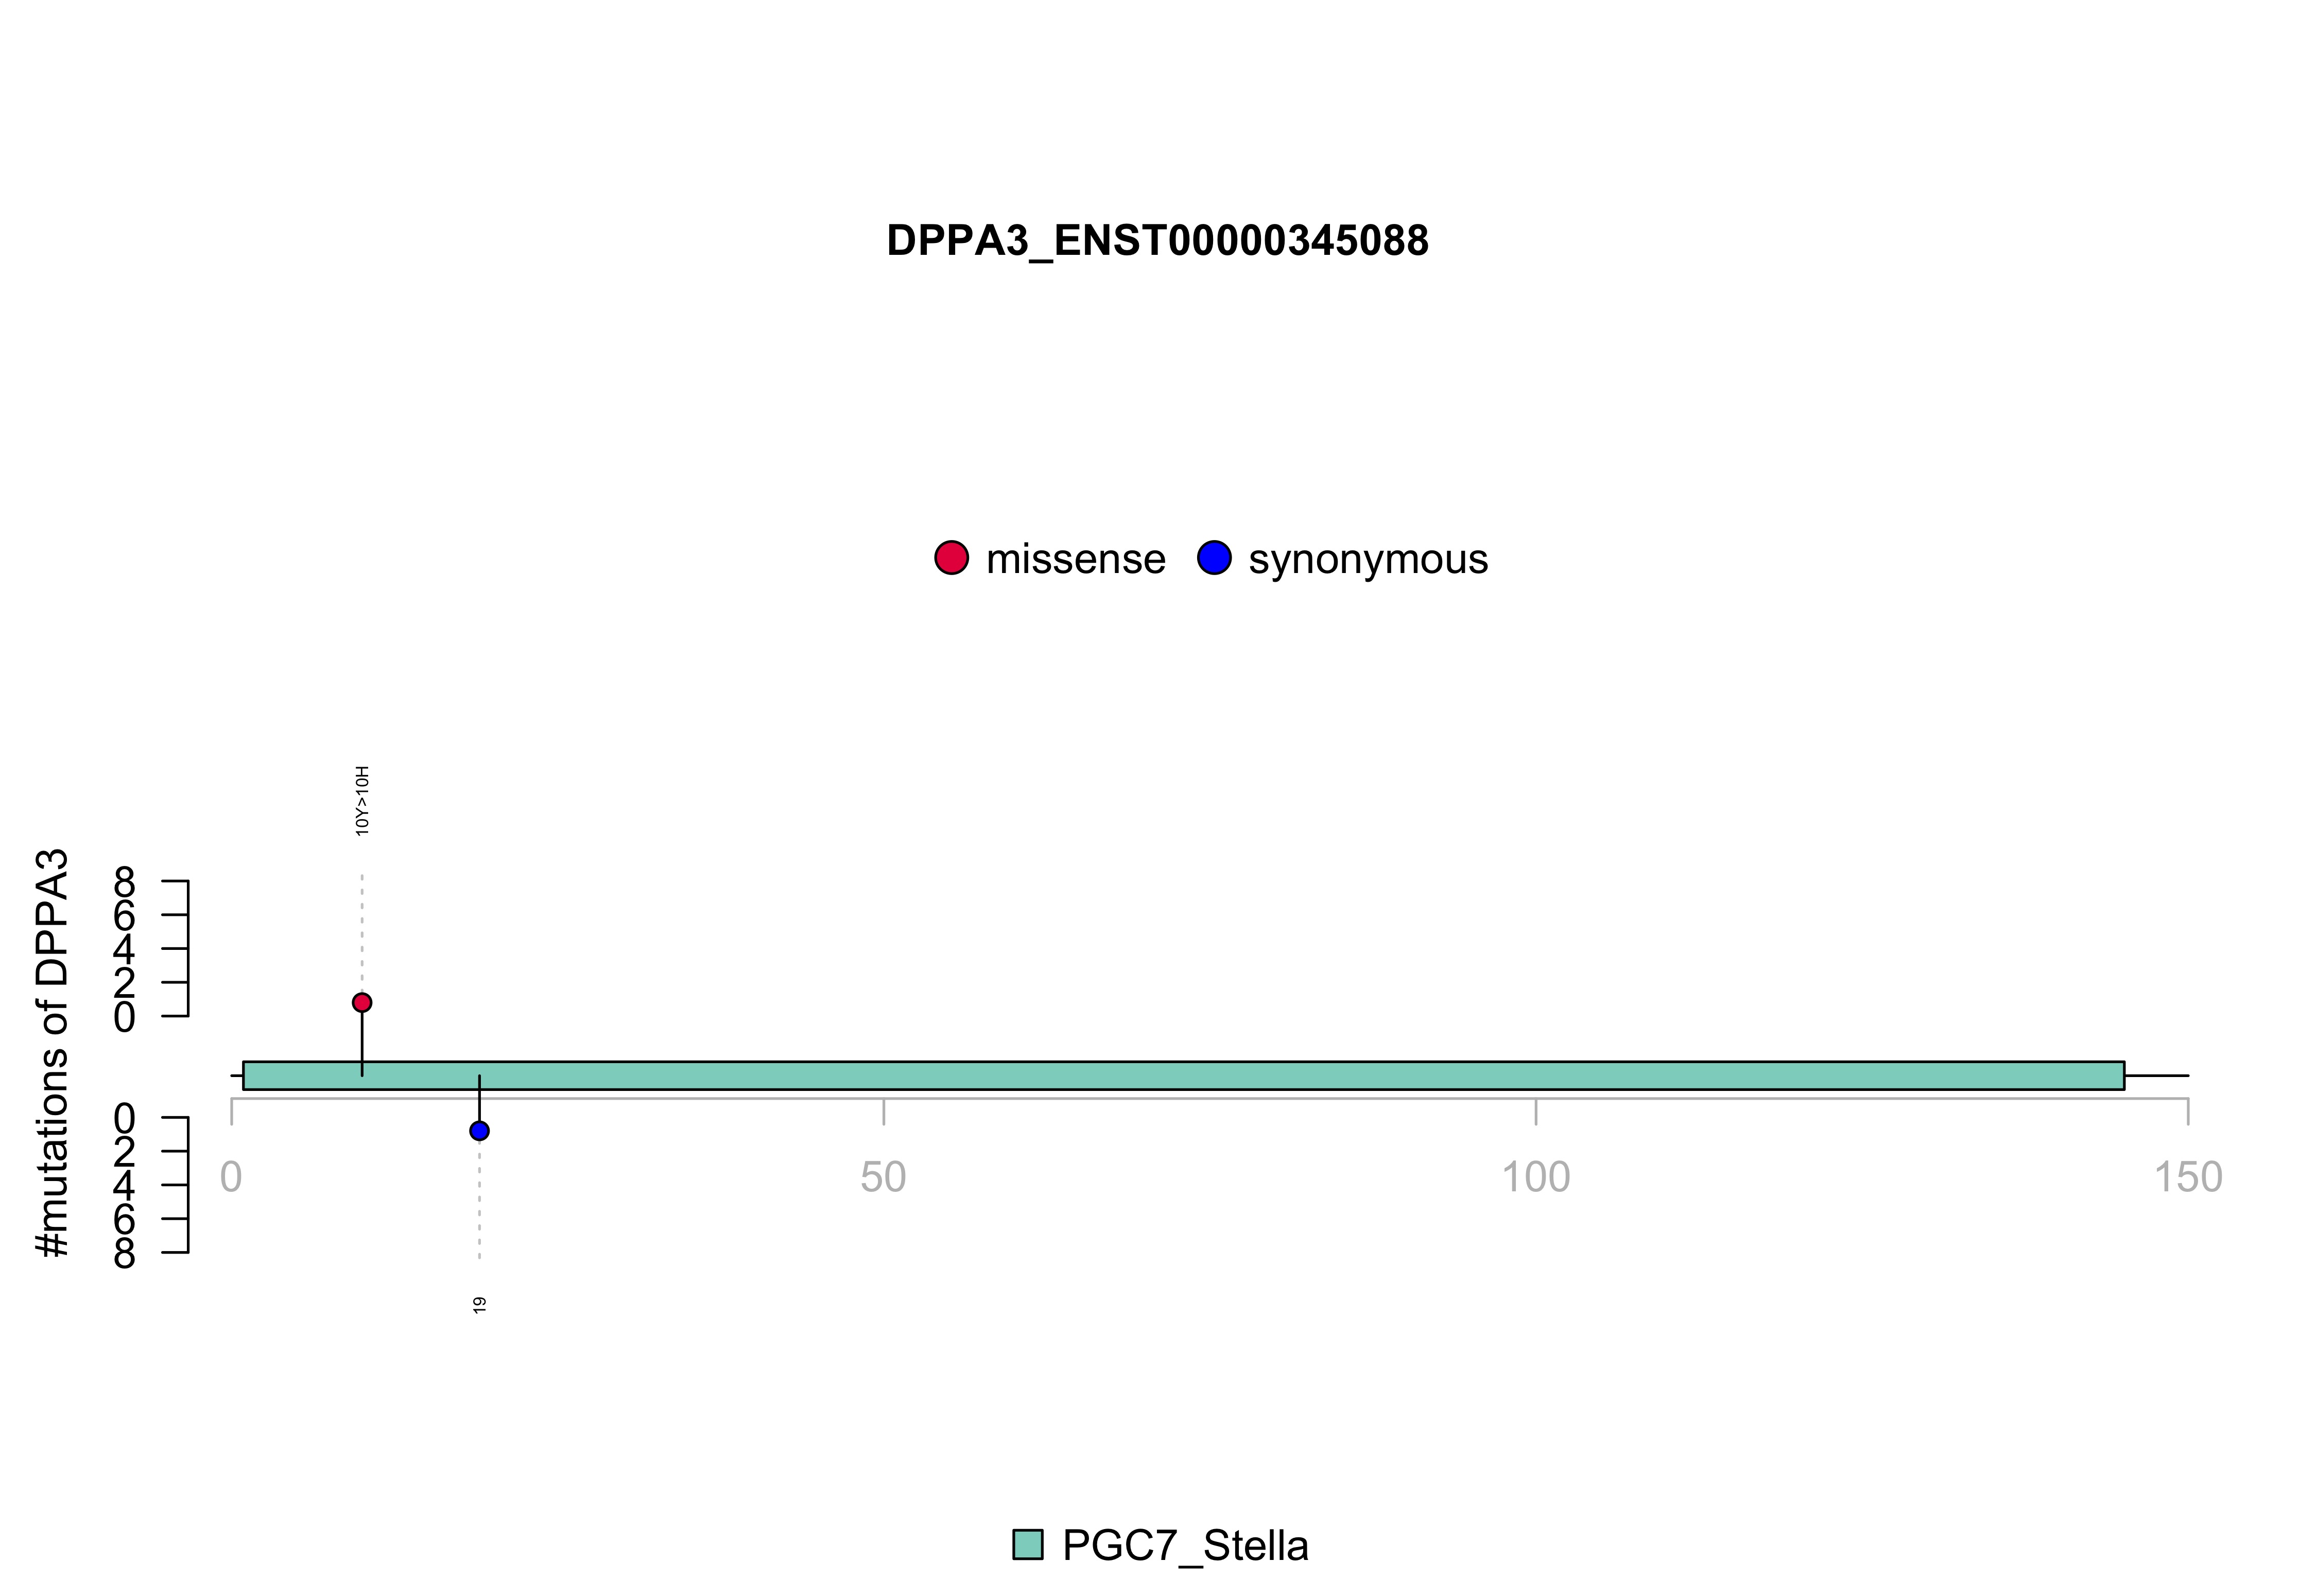 DPPA3_ENST00000345088
missense synonymous
10Y>10H
#mutations of DPPA3
8
6
4
2
0
0
2
4
6
8
0 50 100 150
19
PGC7_Stella